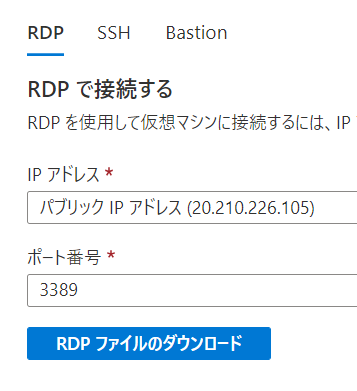 RDP SSH Bastion
RDP で接続する
RDP を使用して仮想マシンに接続するには、IP
IP アドレス *
パブリック IP アドレス (20.210.226.105)
ポート番号 *
3389
RDP ファイルのダウンロード